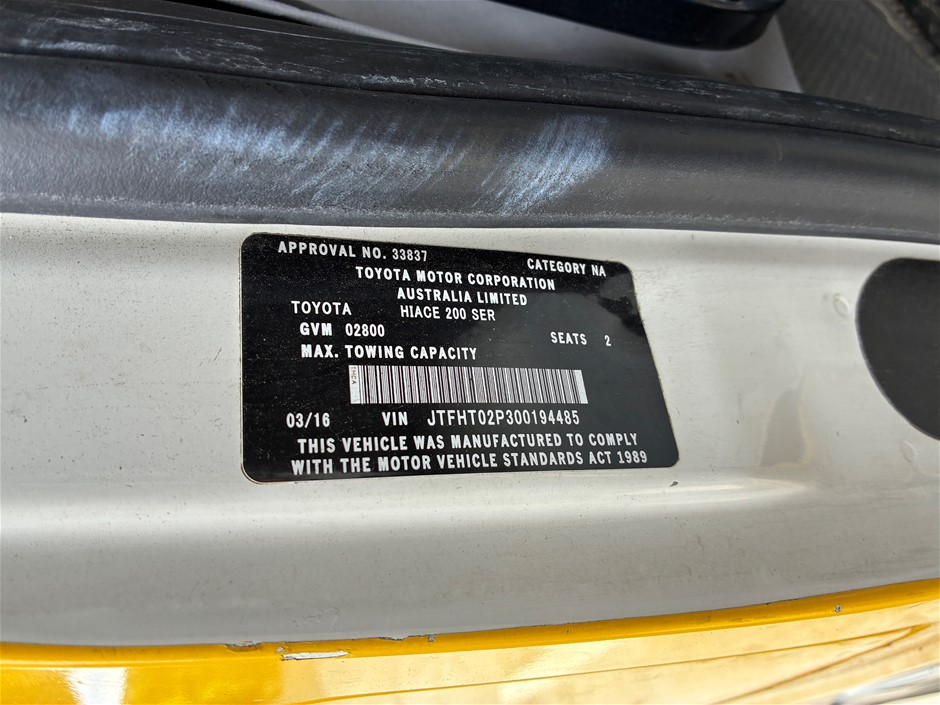 APPROVAL NO. 33837 CATEGORY NA
TOYOTA MOTOR CORPORATION
AUSTRALIA LIMITED
TOYOTA HIACE 200 SER
GVM 02800 SEATS 2
MAX. TOWING CAPACITY
03/16 VIN JTFHT02P300194485
THIS VEHICLE WAS MANUFACTURED TO COMPLY
WITH THE MOTOR VEHICLE STANDARDS ACT 1989